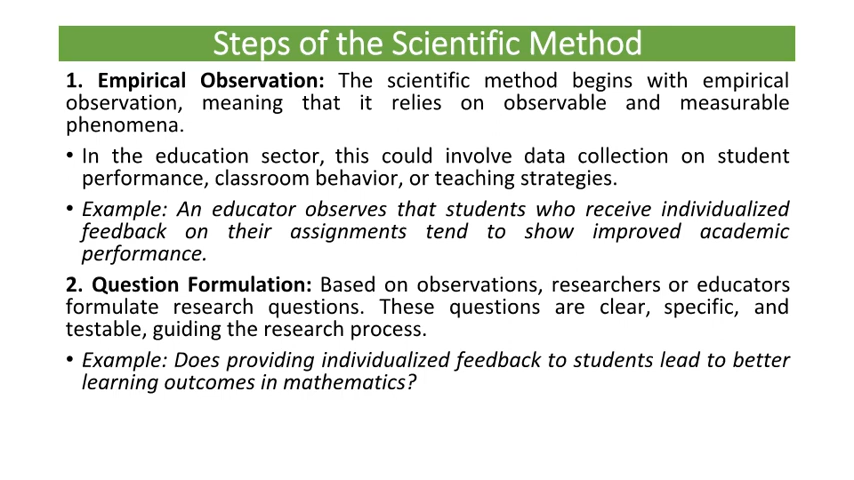 Steps of the Scientific Method
1. Empirical Observation: The scientific method begins with empirical
observation, meaning that it relies on observable and measurable
phenomena.
• In the education sector, this could involve data collection on student
performance, classroom behavior, or teaching strategies.
• Example: An educator observes that students who receive individualized
feedback on their assignments tend to show improved academic
performance.
2. Question Formulation: Based on observations, researchers or educators
formulate research questions. These questions are clear, specific, and
testable, guiding the research process.
• Example: Does providing individualized feedback to students lead to better
learning outcomes in mathematics?